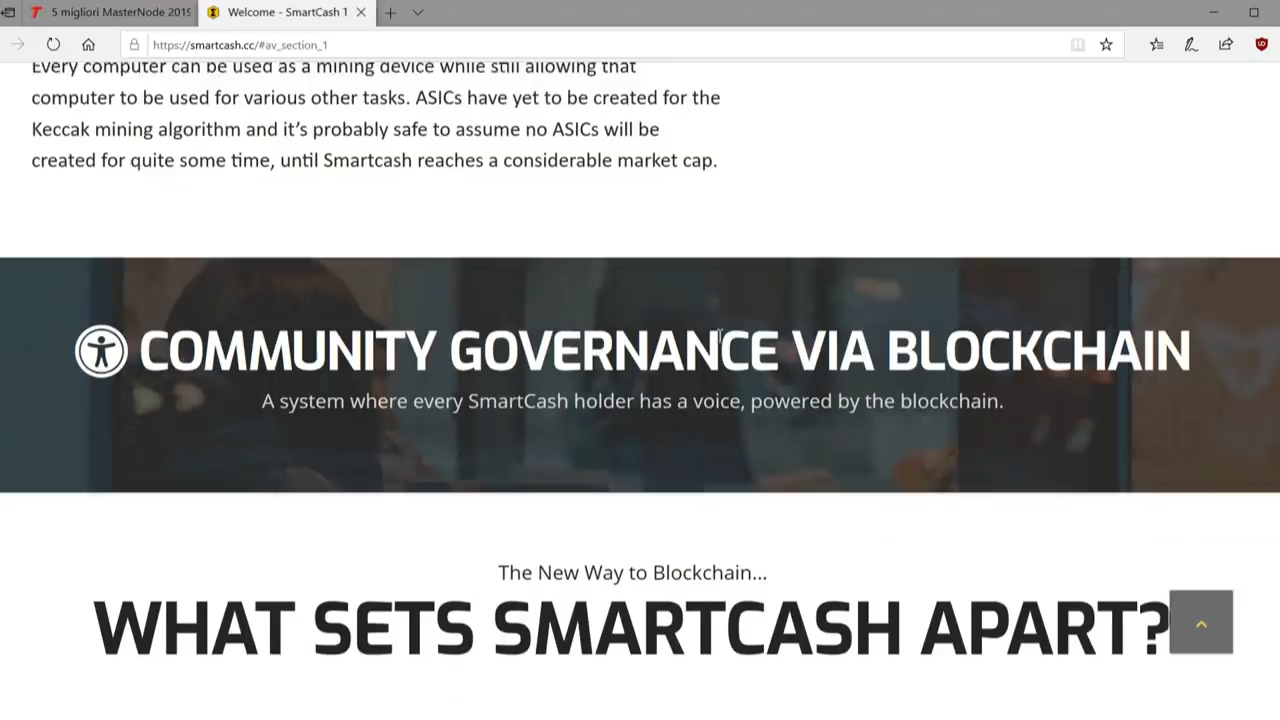 5 migliori MasterNode 2019
Welcome - SmartCash 1
https://smartcash.cc/#av_section_1
Every computer can be used as a mining device while still allowing that
computer to be used for various other tasks. ASICs have yet to be created for the
Keccak mining algorithm and it’s probably safe to assume no ASICs will be
created for quite some time, until Smartcash reaches a considerable market cap.
COMMUNITY GOVERNANCE VIA BLOCKCHAIN
A system where every SmartCash holder has a voice, powered by the blockchain.
The New Way to Blockchain...
WHAT SETS SMARTCASH APART?